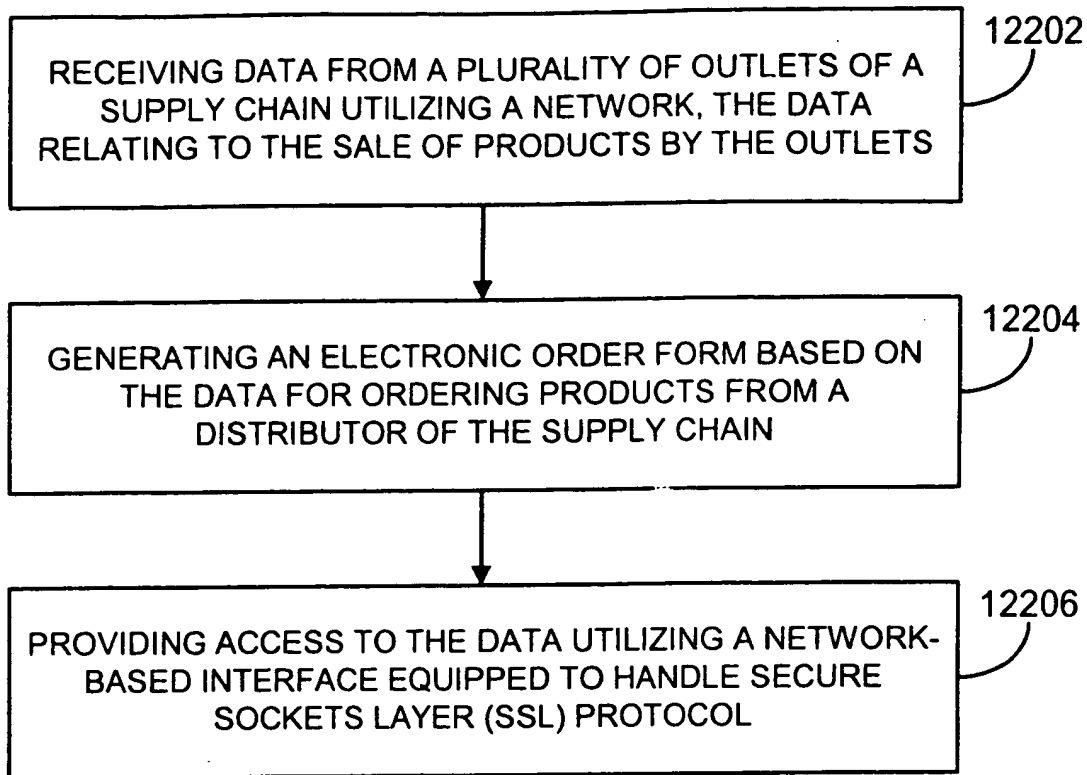 12202
RECEIVING DATA FROM A PLURALITY OF OUTLETS OF A
SUPPLY CHAIN UTILIZING A NETWORK, THE DATA
RELATING TO THE SALE OF PRODUCTS BY THE OUTLETS
12204
GENERATING AN ELECTRONIC ORDER FORM BASED ON
THE DATA FOR ORDERING PRODUCTS FROM A
DISTRIBUTOR OF THE SUPPLY CHAIN
12206
PROVIDING ACCESS TO THE DATA UTILIZING A NETWORK-
BASED INTERFACE EQUIPPED TO HANDLE SECURE
SOCKETS LAYER (SSL) PROTOCOL